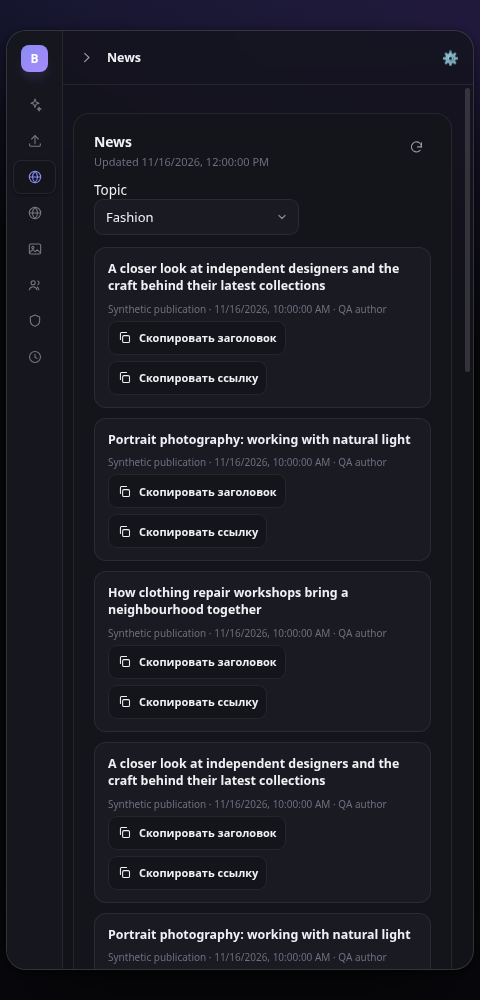 B
News
News
Updated 11/16/2026, 12:00:00 PM
Topic
Fashion
A closer look at independent designers and the
craft behind their latest collections
Synthetic publication · 11/16/2026, 10:00:00 AM · QA author
Скопировать заголовок
Скопировать ссылку
Portrait photography: working with natural light
Synthetic publication · 11/16/2026, 10:00:00 AM · QA author
Скопировать заголовок
Скопировать ссылку
How clothing repair workshops bring a
neighbourhood together
Synthetic publication · 11/16/2026, 10:00:00 AM · QA author
Скопировать заголовок
Скопировать ссылку
A closer look at independent designers and the
craft behind their latest collections
Synthetic publication · 11/16/2026, 10:00:00 AM · QA author
Скопировать заголовок
Скопировать ссылку
Portrait photography: working with natural light
Synthetic publication · 11/16/2026, 10:00:00 AM · QA author